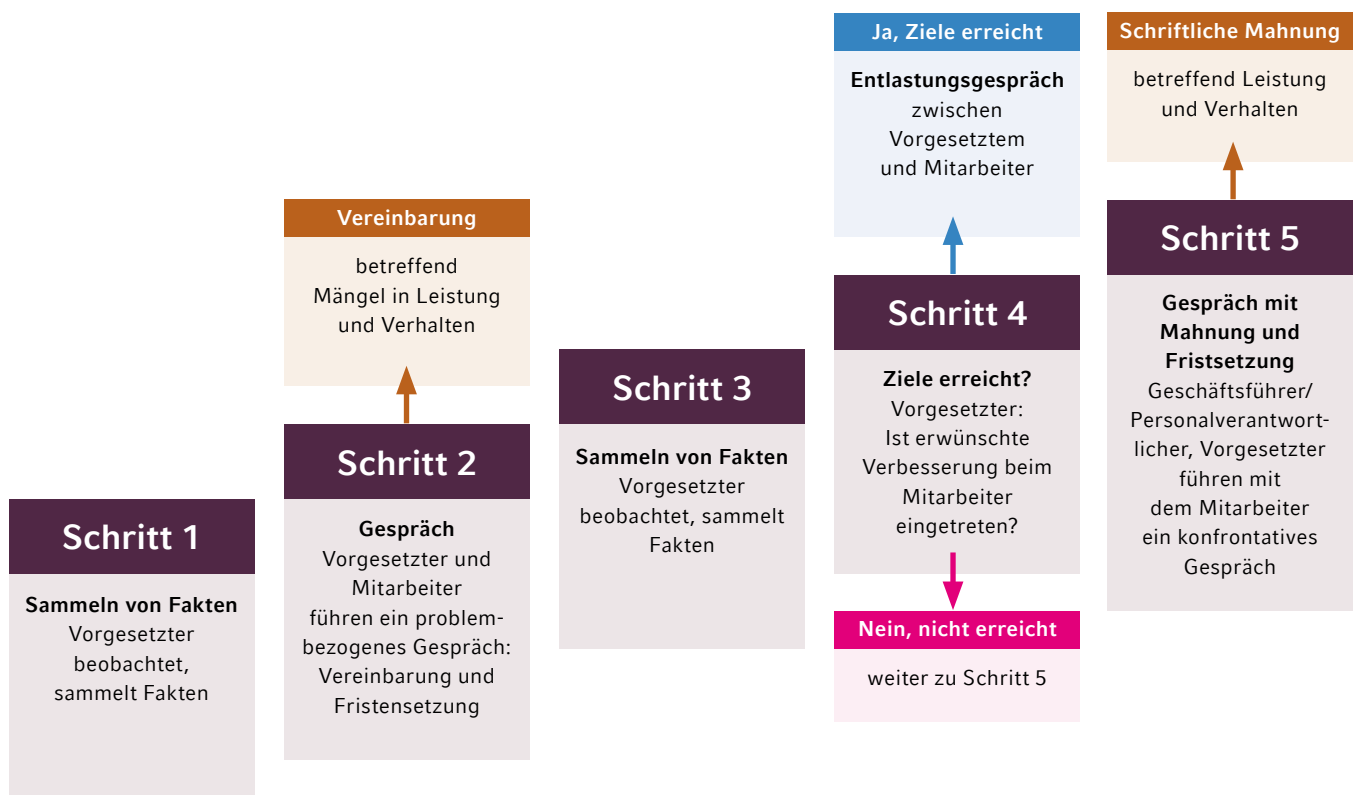 Schritt 1
Sammeln von Fakten
Vorgesetzter
beobachtet,
sammelt Fakten
Vereinbarung
betreffend
Mängel in Leistung
und Verhalten
Schritt 2
Gespräch
Vorgesetzter und
Mitarbeiter
führen ein problem-
bezogenes Gespräch:
Vereinbarung und
Fristensetzung
Schritt 3
Sammeln von Fakten
Vorgesetzter
beobachtet, sammelt
Fakten
Ja, Ziele erreicht
Entlastungsgespräch
zwischen
Vorgesetztem
und Mitarbeiter
Schritt 4
Ziele erreicht?
Vorgesetzter:
Ist erwünschte
Verbesserung beim
Mitarbeiter
eingetreten?
Nein, nicht erreicht
weiter zu Schritt 5
Schriftliche Mahnung
betreffend Leistung
und Verhalten
Schritt 5
Gespräch mit
Mahnung und
Fristsetzung
Geschäftsführer/
Personalverantwort-
licher, Vorgesetzter
führen mit
dem Mitarbeiter
ein konfrontatives
Gespräch